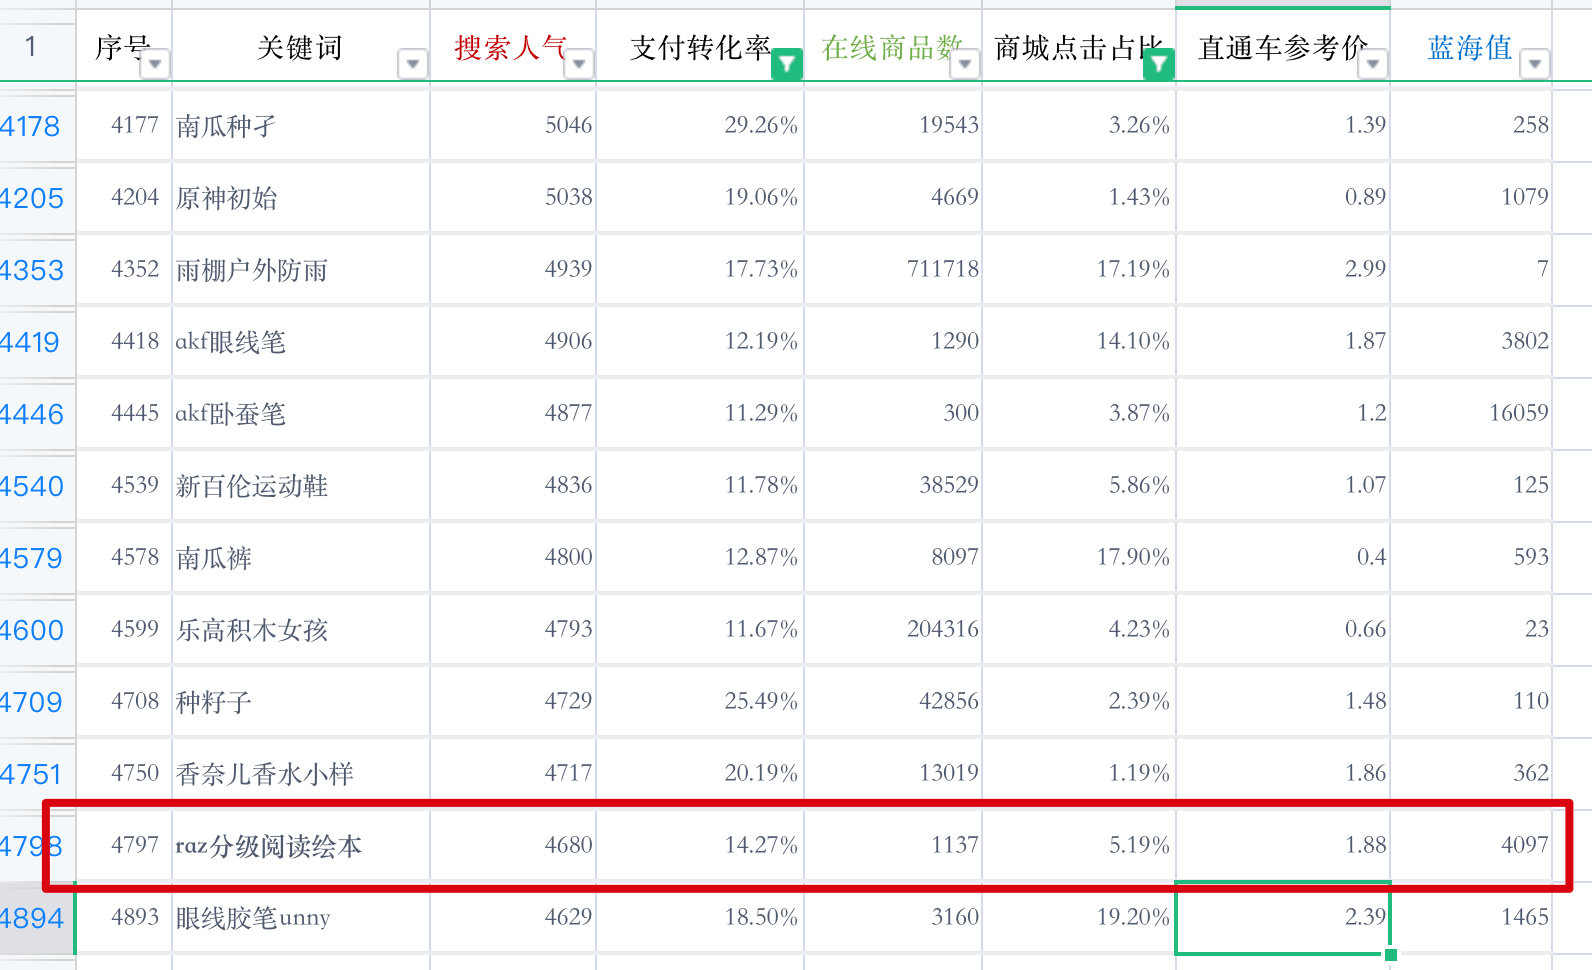 1 序号 关键词 搜索人气 支付转化率 在线商品数 商城点击占比 直通车参考价 蓝海值
4178 4177 南瓜种孑 5046 29.26% 19543 3.26% 1.39 258
4205 4204 原神初始 5038 19.06% 4669 1.43% 0.89 1079
4353 4352 雨棚户外防雨 4939 17.73% 711718 17.19% 2.99 7
4419 4418 akf眼线笔 4906 12.19% 1290 14.10% 1.87 3802
4446 4445 akf卧蚕笔 4877 11.29% 300 3.87% 1.2 16059
4540 4539 新百伦运动鞋 4836 11.78% 38529 5.86% 1.07 125
4579 4578 南瓜裤 4800 12.87% 8097 17.90% 0.4 593
4600 4599 乐高积木女孩 4793 11.67% 204316 4.23% 0.66 23
4709 4708 种籽子 4729 25.49% 42856 2.39% 1.48 110
4751 4750 香奈儿香水小样 4717 20.19% 13019 1.19% 1.86 362
4798 4797 raz分级阅读绘本 4680 14.27% 1137 5.19% 1.88 4097
4894 4893 眼线胶笔unny 4629 18.50% 3160 19.20% 2.39 1465